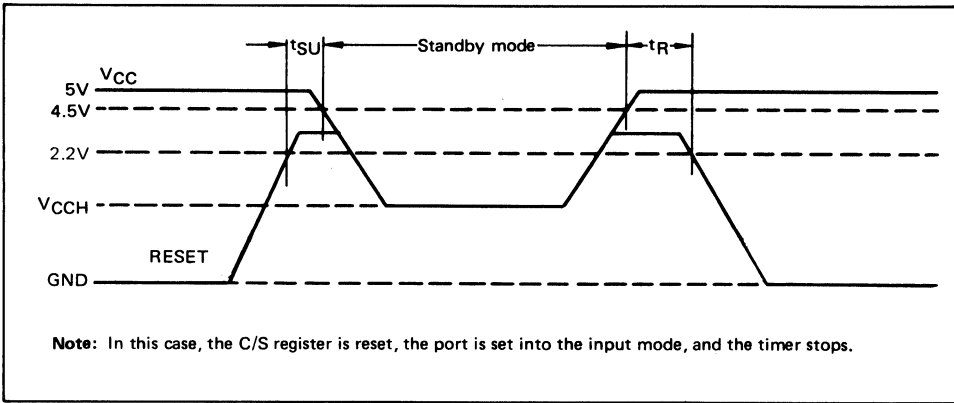 tSU Standby mode tR
VCC
5V
4.5V
2.2V
VCCH
RESET
GND
Note: In this case, the C/S register is reset, the port is set into the input mode, and the timer stops.